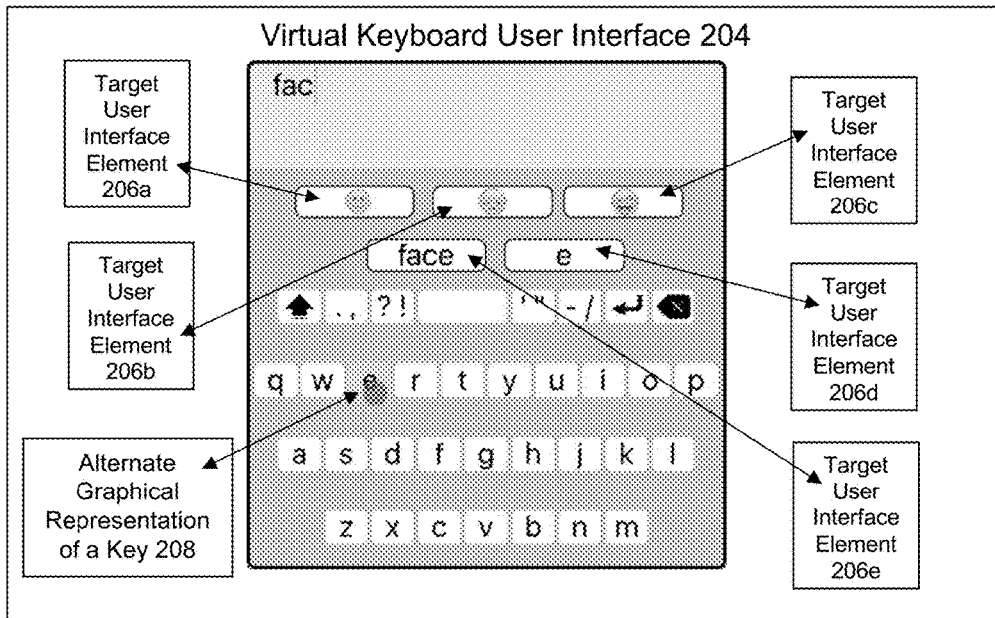 Virtual Keyboard User Interface 204
Target
User
Interface
Element
206a
Target
User
Interface
Element
206b
Alternate
Graphical
Representation
of a Key 208
fac
face e
. , ? ! ' " - /
q w e r t y u i o p
a s d f g h j k l
z x c v b n m
Target
User
Interface
Element
206c
Target
User
Interface
Element
206d
Target
User
Interface
Element
206e